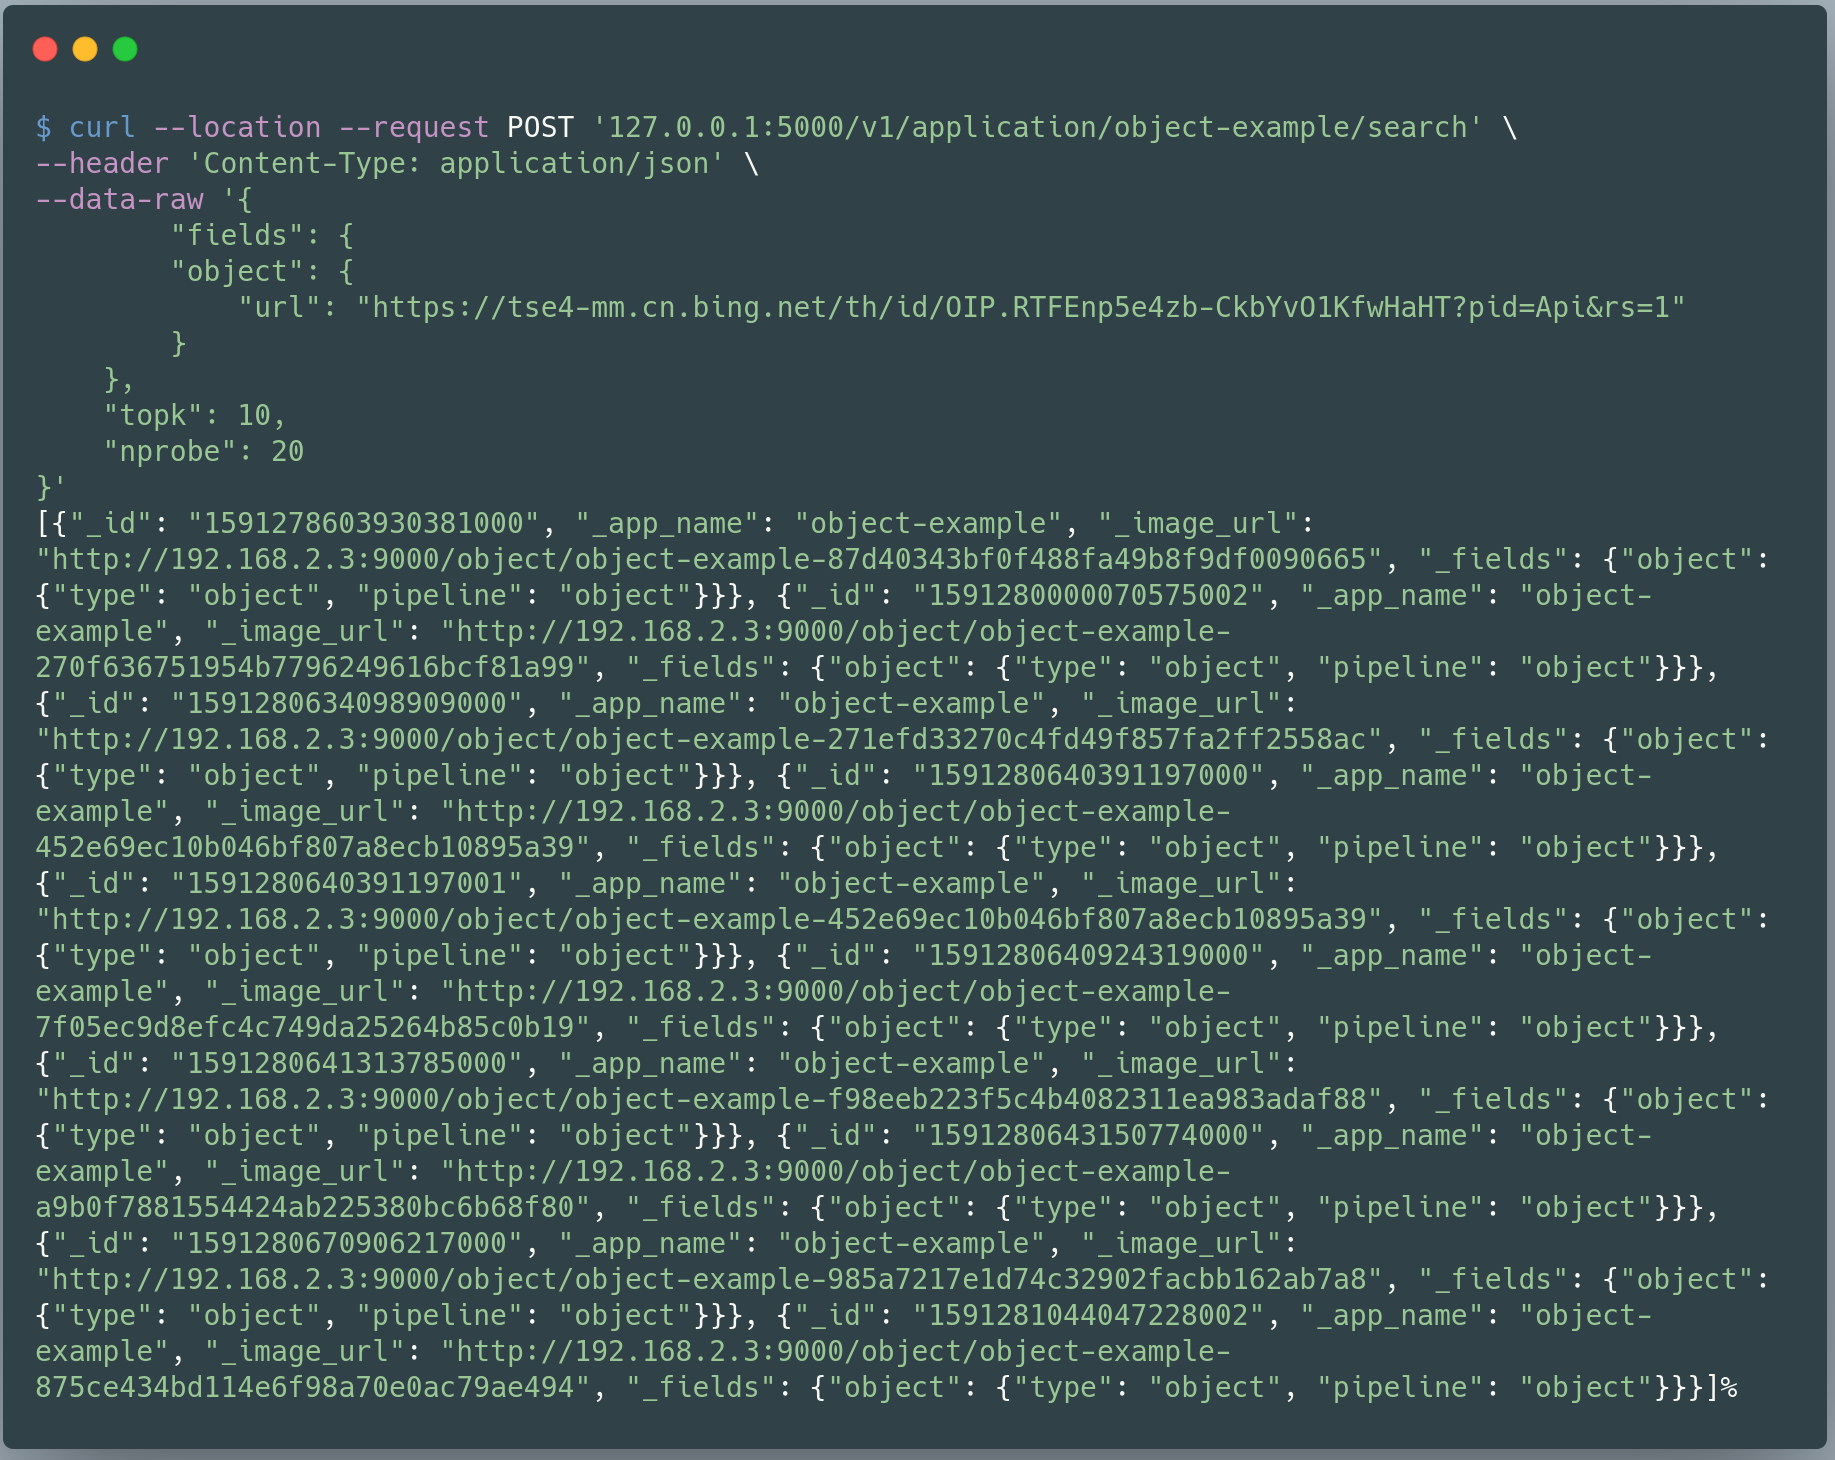 $ curl --location --request POST '127.0.0.1:5000/v1/application/object-example/search' \
--header 'Content-Type: application/json' \
--data-raw '{
        "fields": {
        "object": {
            "url": "https://tse4-mm.cn.bing.net/th/id/OIP.RTFEnp5e4zb-CkbYvO1KfwHaHT?pid=Api&rs=1"
        }
    },
    "topk": 10,
    "nprobe": 20
}'
[{"_id": "1591278603930381000", "_app_name": "object-example", "_image_url":
"http://192.168.2.3:9000/object/object-example-87d40343bf0f488fa49b8f9df0090665", "_fields": {"object":
{"type": "object", "pipeline": "object"}}}, {"_id": "1591280000070575002", "_app_name": "object-
example", "_image_url": "http://192.168.2.3:9000/object/object-example-
270f636751954b7796249616bcf81a99", "_fields": {"object": {"type": "object", "pipeline": "object"}}},
{"_id": "1591280634098909000", "_app_name": "object-example", "_image_url":
"http://192.168.2.3:9000/object/object-example-271efd33270c4fd49f857fa2ff2558ac", "_fields": {"object":
{"type": "object", "pipeline": "object"}}}, {"_id": "1591280640391197000", "_app_name": "object-
example", "_image_url": "http://192.168.2.3:9000/object/object-example-
452e69ec10b046bf807a8ecb10895a39", "_fields": {"object": {"type": "object", "pipeline": "object"}}},
{"_id": "1591280640391197001", "_app_name": "object-example", "_image_url":
"http://192.168.2.3:9000/object/object-example-452e69ec10b046bf807a8ecb10895a39", "_fields": {"object":
{"type": "object", "pipeline": "object"}}}, {"_id": "1591280640924319000", "_app_name": "object-
example", "_image_url": "http://192.168.2.3:9000/object/object-example-
7f05ec9d8efc4c749da25264b85c0b19", "_fields": {"object": {"type": "object", "pipeline": "object"}}},
{"_id": "1591280641313785000", "_app_name": "object-example", "_image_url":
"http://192.168.2.3:9000/object/object-example-f98eeb223f5c4b4082311ea983adaf88", "_fields": {"object":
{"type": "object", "pipeline": "object"}}}, {"_id": "1591280643150774000", "_app_name": "object-
example", "_image_url": "http://192.168.2.3:9000/object/object-example-
a9b0f7881554424ab225380bc6b68f80", "_fields": {"object": {"type": "object", "pipeline": "object"}}},
{"_id": "1591280670906217000", "_app_name": "object-example", "_image_url":
"http://192.168.2.3:9000/object/object-example-985a7217e1d74c32902facbb162ab7a8", "_fields": {"object":
{"type": "object", "pipeline": "object"}}}, {"_id": "1591281044047228002", "_app_name": "object-
example", "_image_url": "http://192.168.2.3:9000/object/object-example-
875ce434bd114e6f98a70e0ac79ae494", "_fields": {"object": {"type": "object", "pipeline": "object"}}}]%